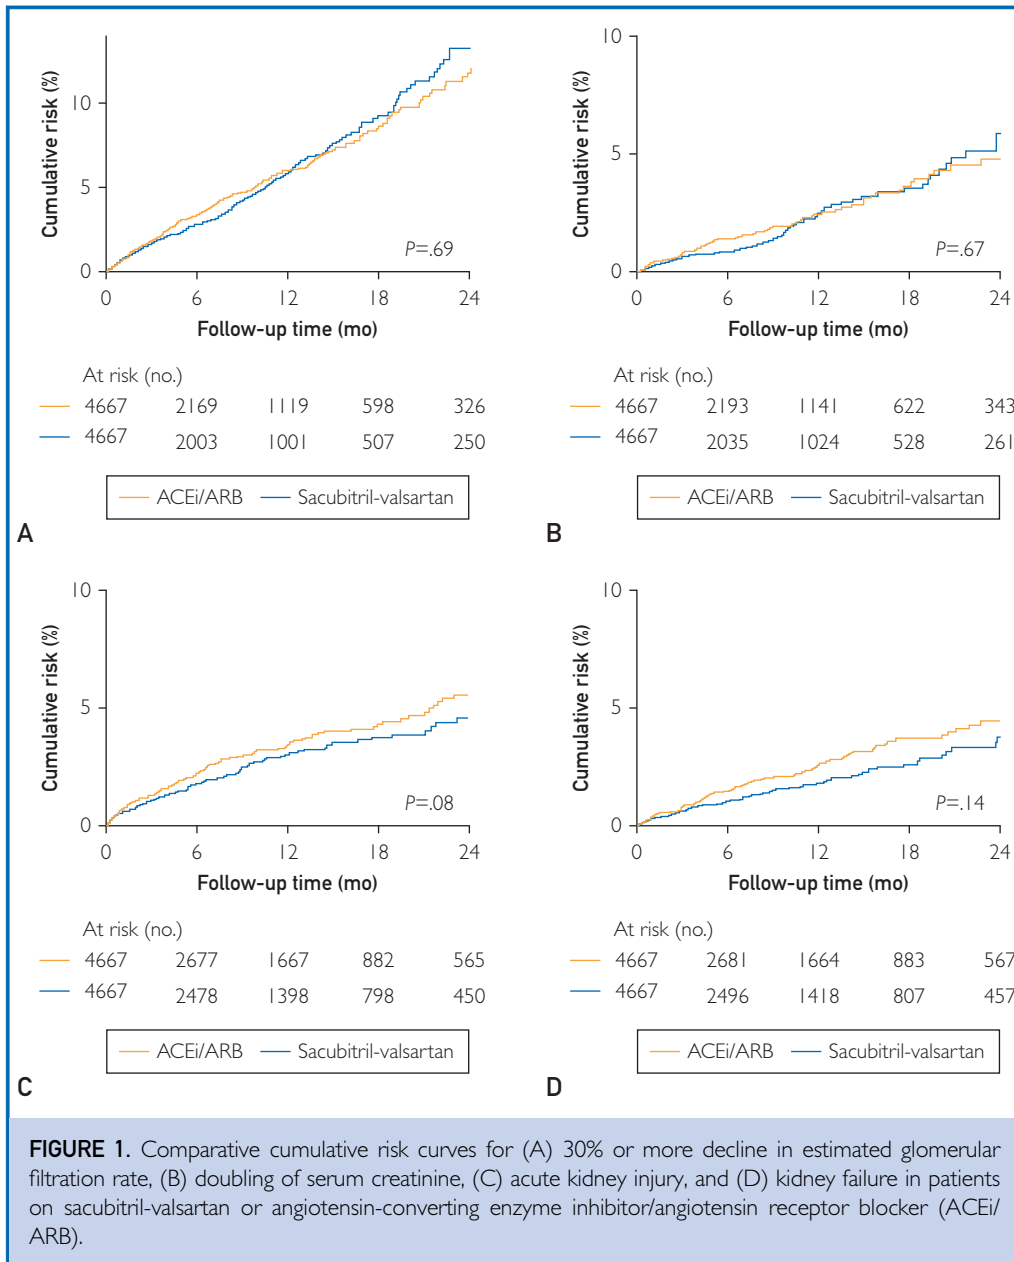 Cumulative risk (%)
10
5
0
P=.69
0 6 12 18 24
Follow-up time (mo)
At risk (no.)
4667 2169 1119 598 326
4667 2003 1001 507 250
ACEi/ARB Sacubitril-valsartan
A
Cumulative risk (%)
10
5
0
P=.67
0 6 12 18 24
Follow-up time (mo)
At risk (no.)
4667 2193 1141 622 343
4667 2035 1024 528 261
ACEi/ARB Sacubitril-valsartan
B
Cumulative risk (%)
10
5
0
P=.08
0 6 12 18 24
Follow-up time (mo)
At risk (no.)
4667 2677 1667 882 565
4667 2478 1398 798 450
ACEi/ARB Sacubitril-valsartan
C
Cumulative risk (%)
10
5
0
P=.14
0 6 12 18 24
Follow-up time (mo)
At risk (no.)
4667 2681 1664 883 567
4667 2496 1418 807 457
ACEi/ARB Sacubitril-valsartan
D
FIGURE 1. Comparative cumulative risk curves for (A) 30% or more decline in estimated glomerular
filtration rate, (B) doubling of serum creatinine, (C) acute kidney injury, and (D) kidney failure in patients
on sacubitril-valsartan or angiotensin-converting enzyme inhibitor/angiotensin receptor blocker (ACEi/
ARB).